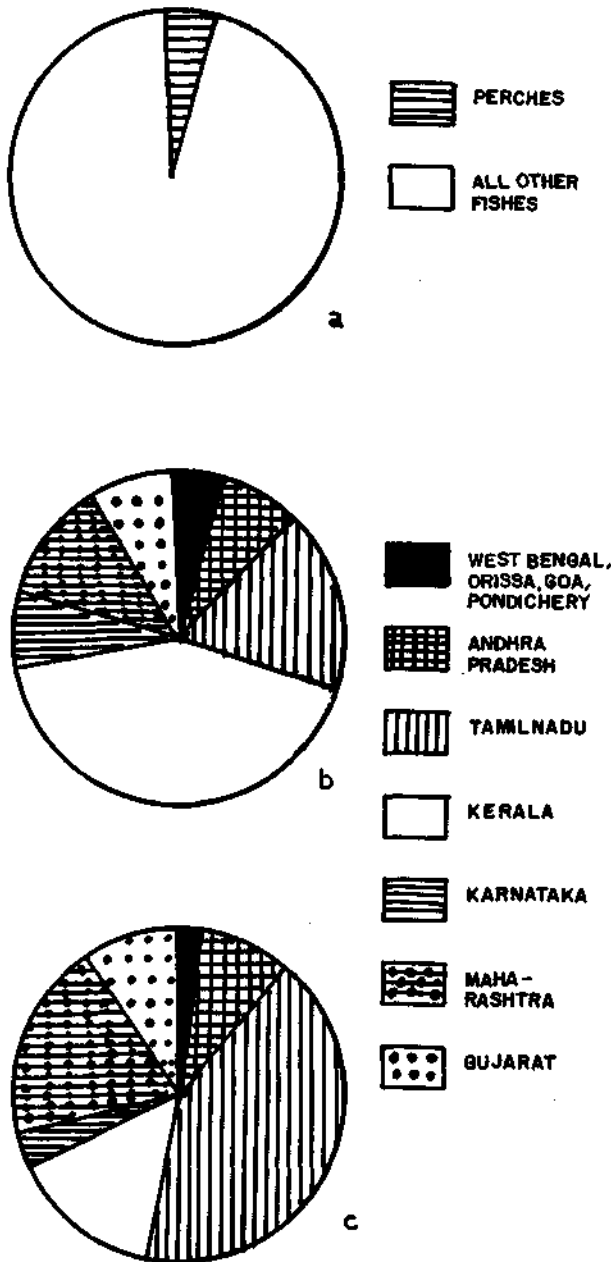 PERCHES
ALL OTHER
FISHES
a
WEST BENGAL,
ORISSA, GOA,
PONDICHERY
ANDHRA
PRADESH
TAMILNADU
b
KERALA
KARNATAKA
MAHA-
RASHTRA
GUJARAT
c